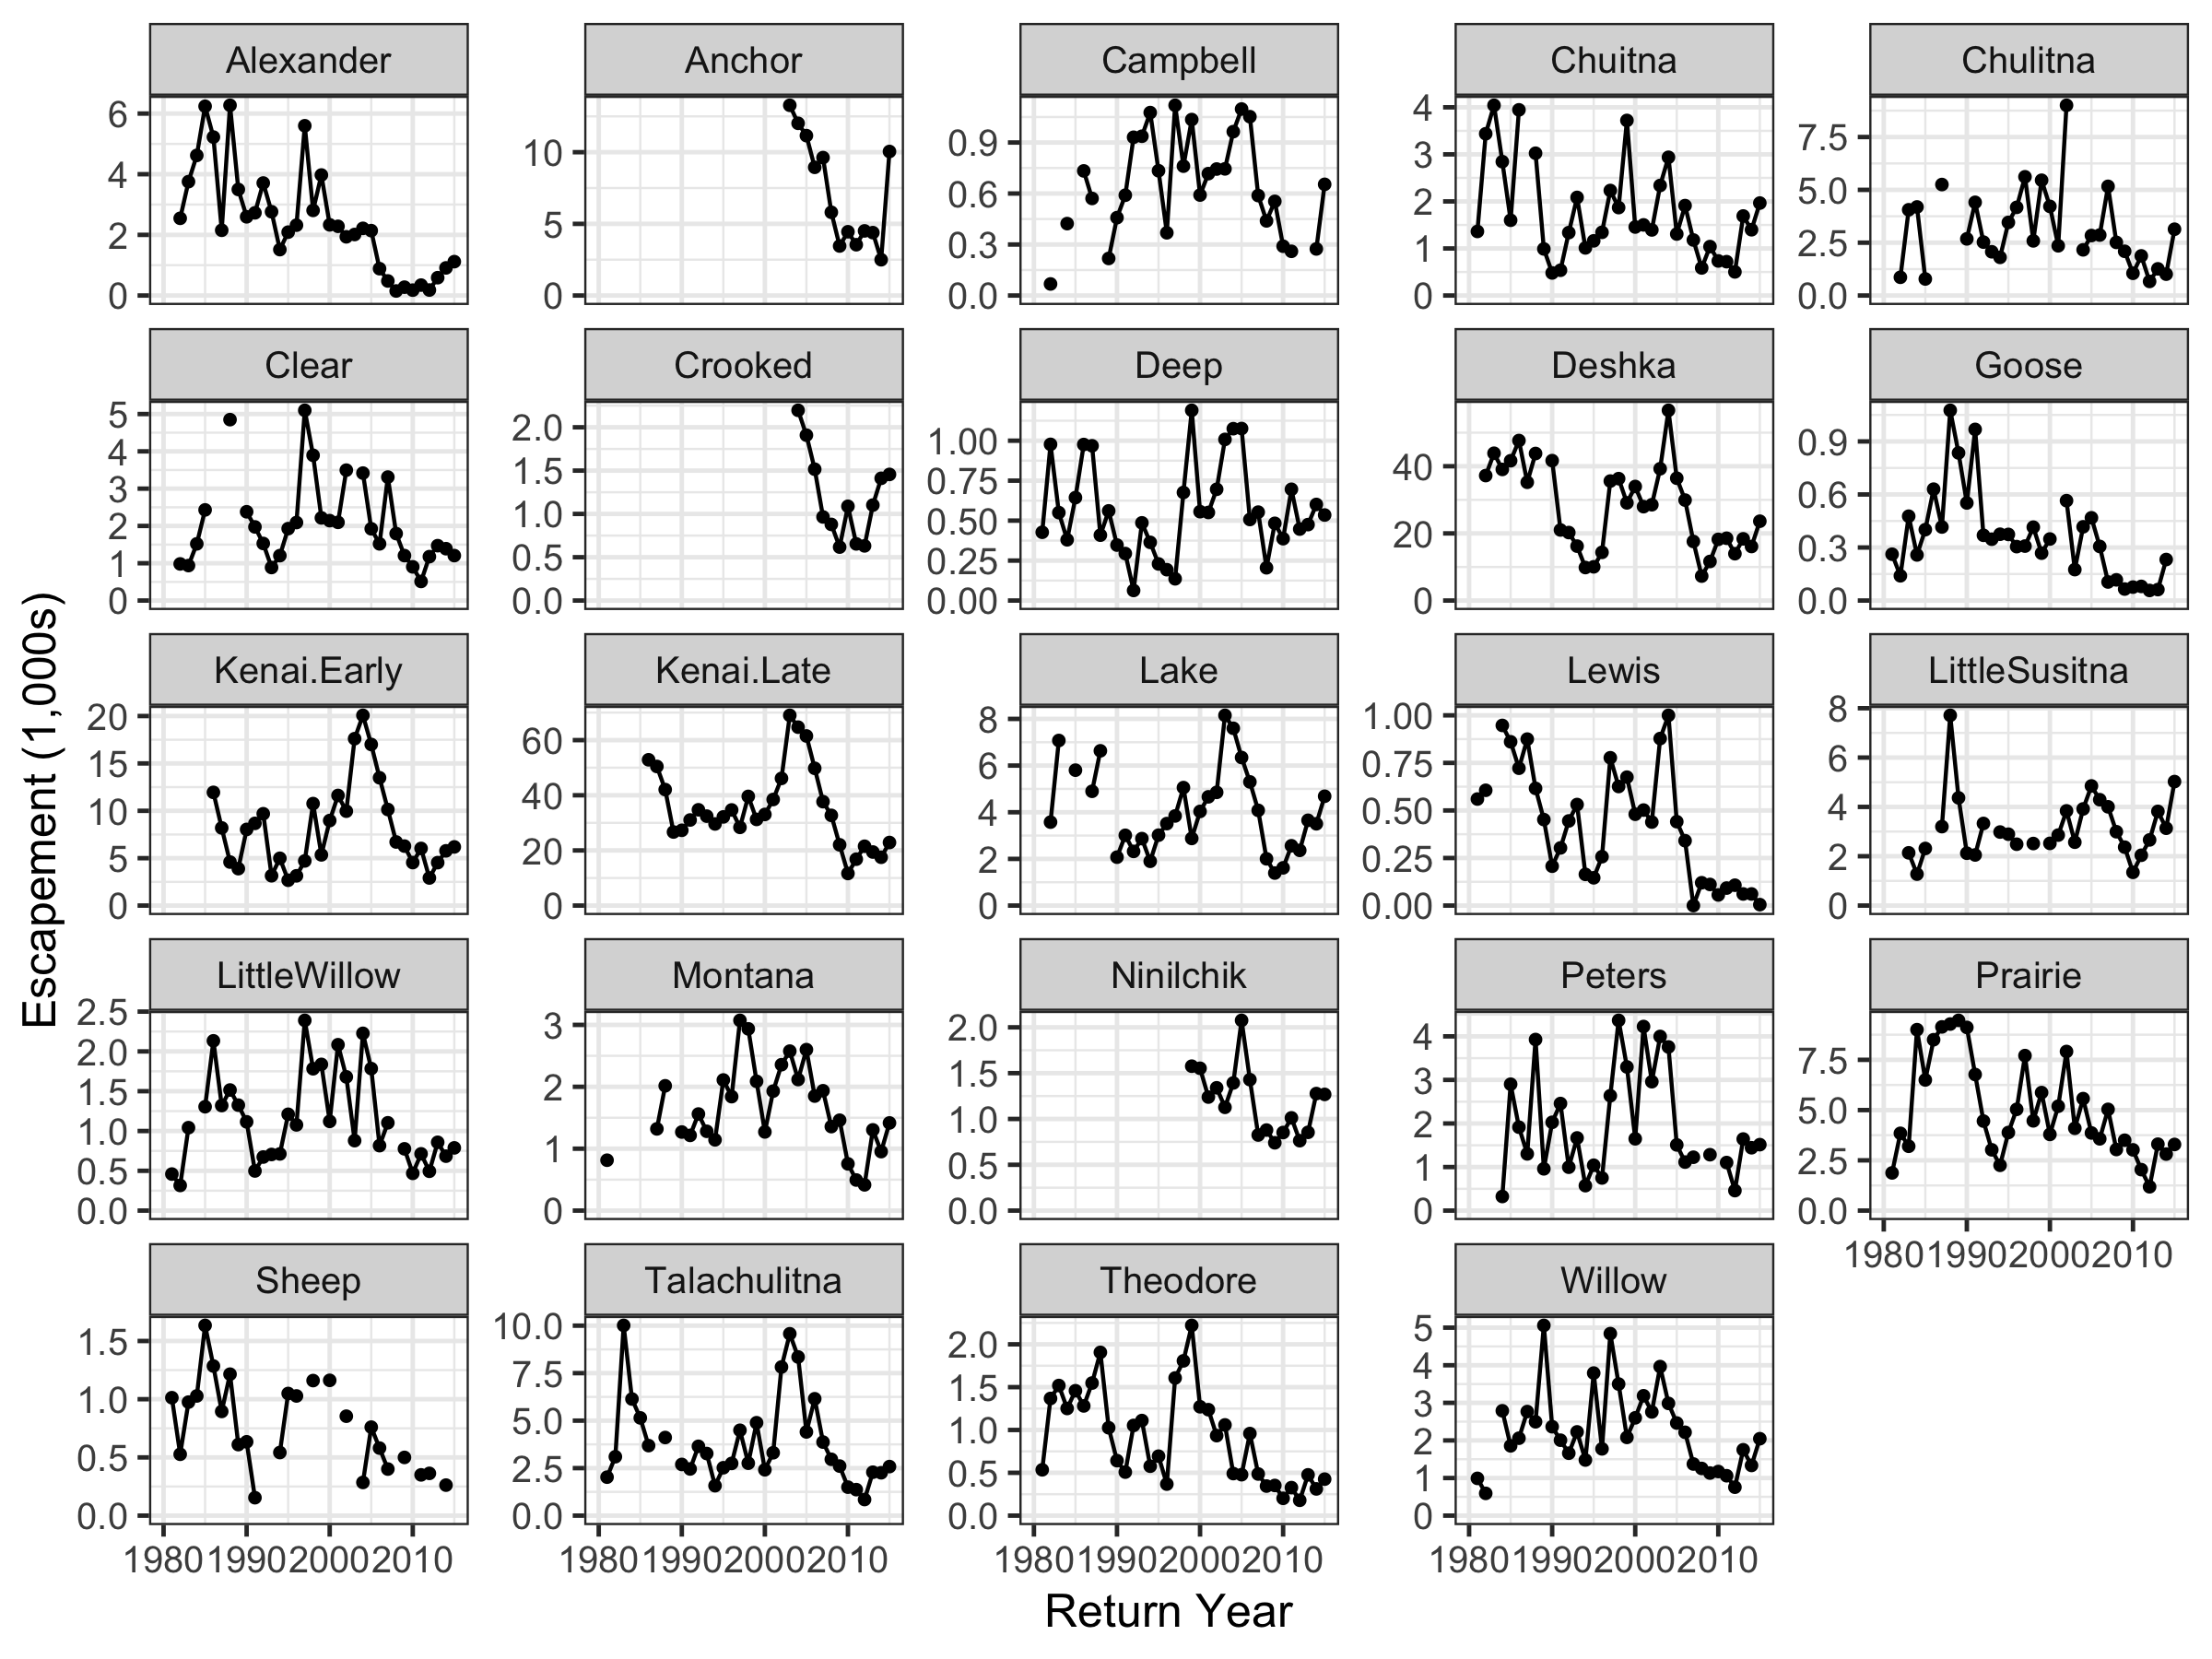 Alexander Anchor Campbell Chuitna Chulitna
6 4 2 0
10 5 0
0.9 0.6 0.3 0.0
4 3 2 1 0
7.5 5.0 2.5 0.0
Clear Crooked Deep Deshka Goose
5 4 3 2 1 0
2.0 1.5 1.0 0.5 0.0
1.00 0.75 0.50 0.25 0.00
40 20 0
0.9 0.6 0.3 0.0
Escapement (1,000s)
Kenai.Early Kenai.Late Lake Lewis LittleSusitna
20 15 10 5 0
60 40 20 0
8 6 4 2 0
1.00 0.75 0.50 0.25 0.00
8 6 4 2 0
LittleWillow Montana Ninilchik Peters Prairie
2.5 2.0 1.5 1.0 0.5 0.0
3 2 1 0
2.0 1.5 1.0 0.5 0.0
4 3 2 1 0
7.5 5.0 2.5 0.0
1980 1990 2000 2010
Sheep Talachulitna Theodore Willow
1.5 1.0 0.5 0.0
10.0 7.5 5.0 2.5 0.0
2.0 1.5 1.0 0.5 0.0
5 4 3 2 1 0
1980 1990 2000 2010 1980 1990 2000 2010 1980 1990 2000 2010 1980 1990 2000 2010
Return Year